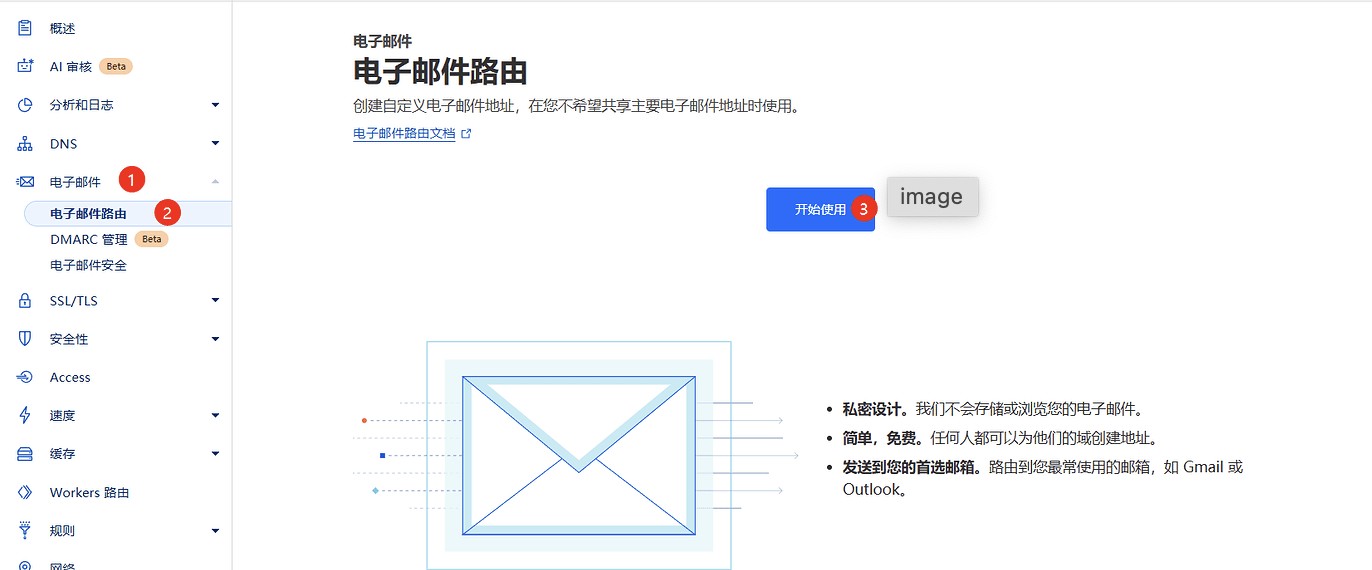 概述
AI 审核 Beta
分析和日志
DNS
电子邮件 1
电子邮件路由 2
DMARC 管理 Beta
电子邮件安全
SSL/TLS
安全性
Access
速度
缓存
Workers 路由
规则
网络
电子邮件
电子邮件路由
创建自定义电子邮件地址，在您不希望共享主要电子邮件地址时使用。
电子邮件路由文档
开始使用 3
image
私密设计。我们不会存储或浏览您的电子邮件。
简单，免费。任何人都可以为他们的域创建地址。
发送到您的首选邮箱。路由到您最常使用的邮箱，如 Gmail 或
Outlook。